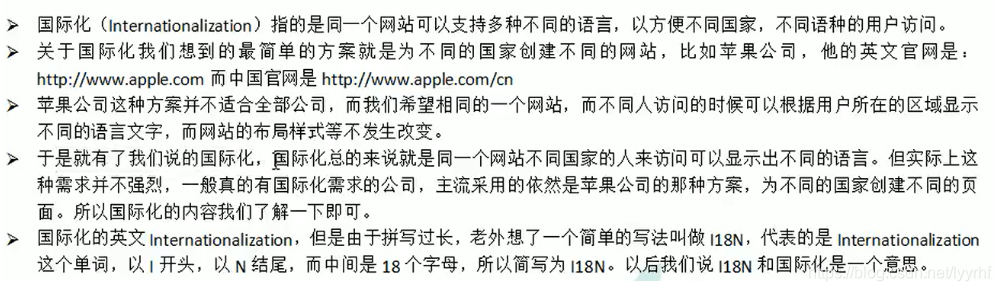 ➢ 国际化（Internationalization）指的是同一个网站可以支持多种不同的语言，以方便不同国家，不同语种的用户访问。
➢ 关于国际化我们想到的最简单的方案就是为不同的国家创建不同的网站，比如苹果公司，他的英文官网是：
http://www.apple.com 而中国官网是 http://www.apple.com/cn
➢ 苹果公司这种方案并不适合全部公司，而我们希望相同的一个网站，而不同人访问的时候可以根据用户所在的区域显示
不同的语言文字，而网站的布局样式等不发生改变。
➢ 于是就有了我们说的国际化，国际化总的来说就是同一个网站不同国家的人来访问可以显示出不同的语言。但实际上这
种需求并不强烈，一般真的有国际化需求的公司，主流采用的依然是苹果公司的那种方案，为不同的国家创建不同的页
面。所以国际化的内容我们了解一下即可。
➢ 国际化的英文 Internationalization，但是由于拼写过长，老外想了一个简单的写法叫做 I18N，代表的是 Internationalization
这个单词，以 I 开头，以 N 结尾，而中间是 18 个字母，所以简写为 I18N。以后我们说 I18N 和国际化是一个意思。
https://blog.csdn.net/lyyrhf